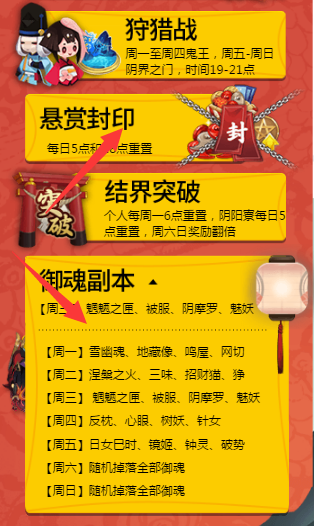 狩猎战
周一至周四鬼王，周五-周日
阴界之门，时间19-21点
悬赏封印
每日5点和 0点重置
封
结界突破
突破
个人每周一6点重置，阴阳寮每日5
点重置，周六日奖励翻倍
御魂副本
【周三】 魍魉之匣、被服、阴摩罗、魅妖
【周一】雪幽魂、地藏像、鸣屋、网切
【周二】涅槃之火、三味、招财猫、狰
【周三】 魍魉之匣、被服、阴摩罗、魅妖
【周四】反枕、心眼、树妖、针女
【周五】日女巳时、镜姬、钟灵、破势
【周六】随机掉落全部御魂
【周日】随机掉落全部御魂